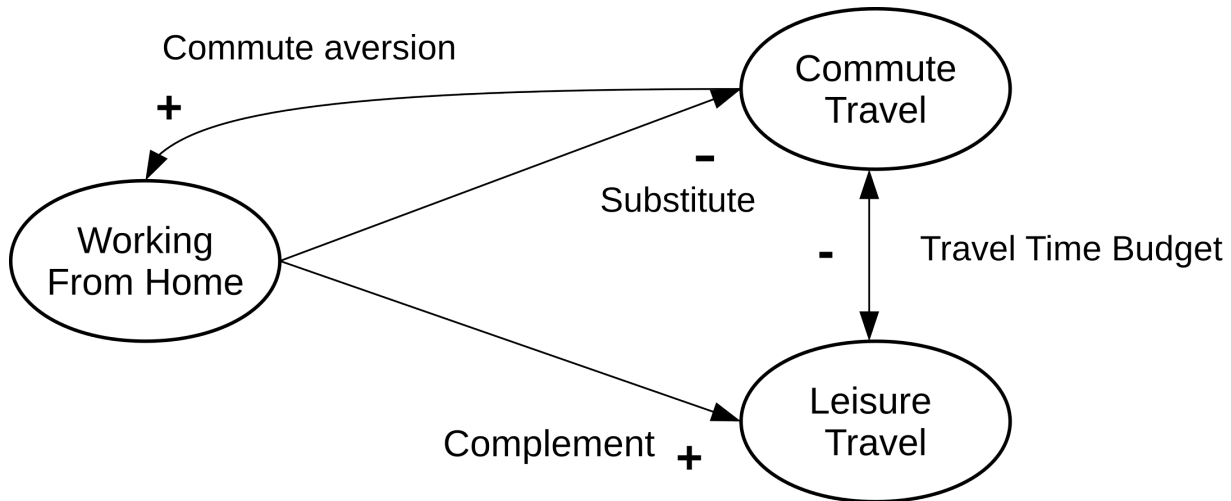 Commute aversion
+
Commute
Travel
-
Substitute
Working
From Home
-
Travel Time Budget
Leisure
Travel
Complement
+